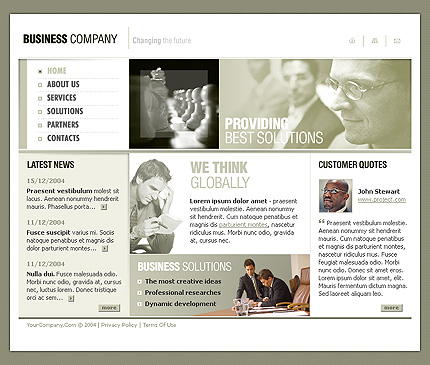 BUSINESS COMPANY
Changing the future
HOME
ABOUT US
SERVICES
SOLUTIONS
PARTNERS
CONTACTS
PROVIDING
BEST SOLUTIONS
LATEST NEWS
15/12/2004
Praesent vestibulum molest sit
lacus. Aenean nonummy hendrerit
mauris. Phasellus porta...
11/12/2004
Fusce suscipit varius mi. Sociis
natoque penatibus et magnis dis
dolor parturient montes...
11/12/2004
Nulla dui. Fusce malesuada odio.
Morbi nunc odio, gravida at, cursus
nec, luctus lorem. Donec tristique
orci ac sem...
more
WE THINK
GLOBALLY
Lorem ipsum dolor amet - praesent
vestibulum. Aenean nonummy
sit hendrerit. Cum natoque penatibus et
magnis dis parturient montes, nascetur
ridiculus mus. Morbi nunc odio, gravida
at, cursus nec.
BUSINESS SOLUTIONS
The most creative ideas
Professional researches
Dynamic development
CUSTOMER QUOTES
John Stewart
www.project.com
“ Praesent vestibulum.
Aenean nonummy sit hendrerit
mauris. Cum sociis natoque
penatibus magnis montes,
nascetur ridiculus mus. Fusce
feugiat malesuada odio. Morbi
nunc odio. Donec sit amet eros.
Lorem ipsum dolor sit amet, elit.
Mauris fermentum dictum magna.
Sed laoreet aliquam leo.
more
YourCompany.Com © 2004 | Privacy Policy | Terms Of Use